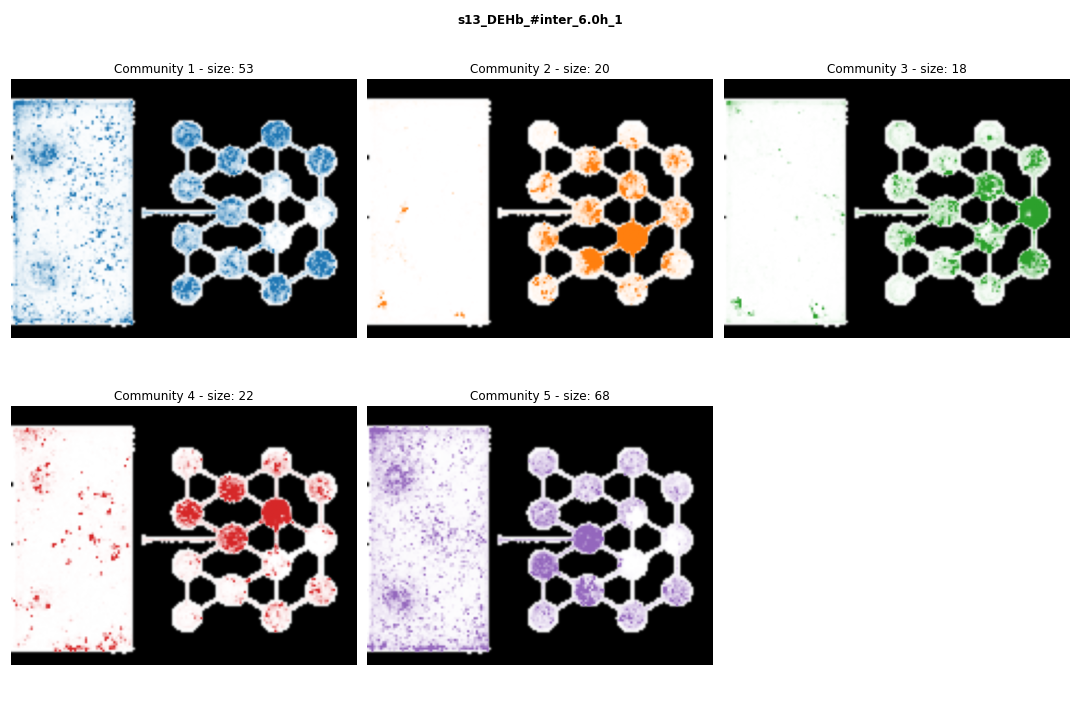 s13_DEHb_#inter_6.0h_1
Community 1 - size: 53
Community 2 - size: 20
Community 3 - size: 18
Community 4 - size: 22
Community 5 - size: 68